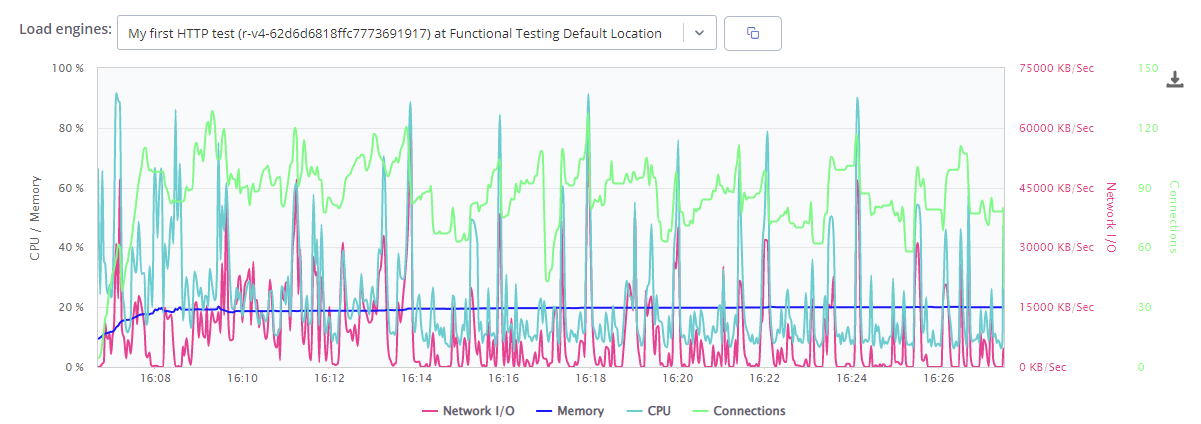 Load engines: My first HTTP test (r-v4-62d6d6818ffc7773691917) at Functional Testing Default Location
100 % 75000 KB/Sec 150
80 % 60000 KB/Sec 120
60 % 45000 KB/Sec 90
40 % 30000 KB/Sec 60
20 % 15000 KB/Sec 30
0 % 0 KB/Sec 0
CPU / Memory
Network I/O
Connections
16:08 16:10 16:12 16:14 16:16 16:18 16:20 16:22 16:24 16:26
Network I/O Memory CPU Connections